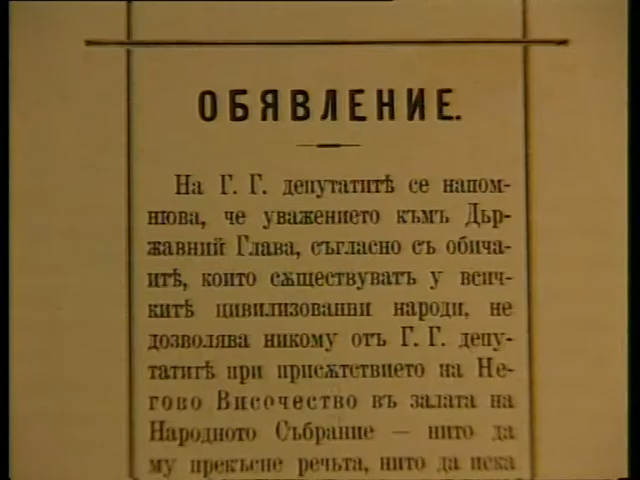 ОБЯВЛЕНИЕ.
На Г. Г. депутатитѣ се напом-
нюва, че уважението къмъ Дър-
жавний Глава, съгласно съ обича-
итѣ, които сѫществуватъ у всич-
китѣ цивилизованни народи, не
дозволява никому отъ Г. Г. депу-
татитѣ при присѫтствието на Не-
гово Височество въ залата на
Народното Събрание — нито да
му прекъсне речьта, нито да иска